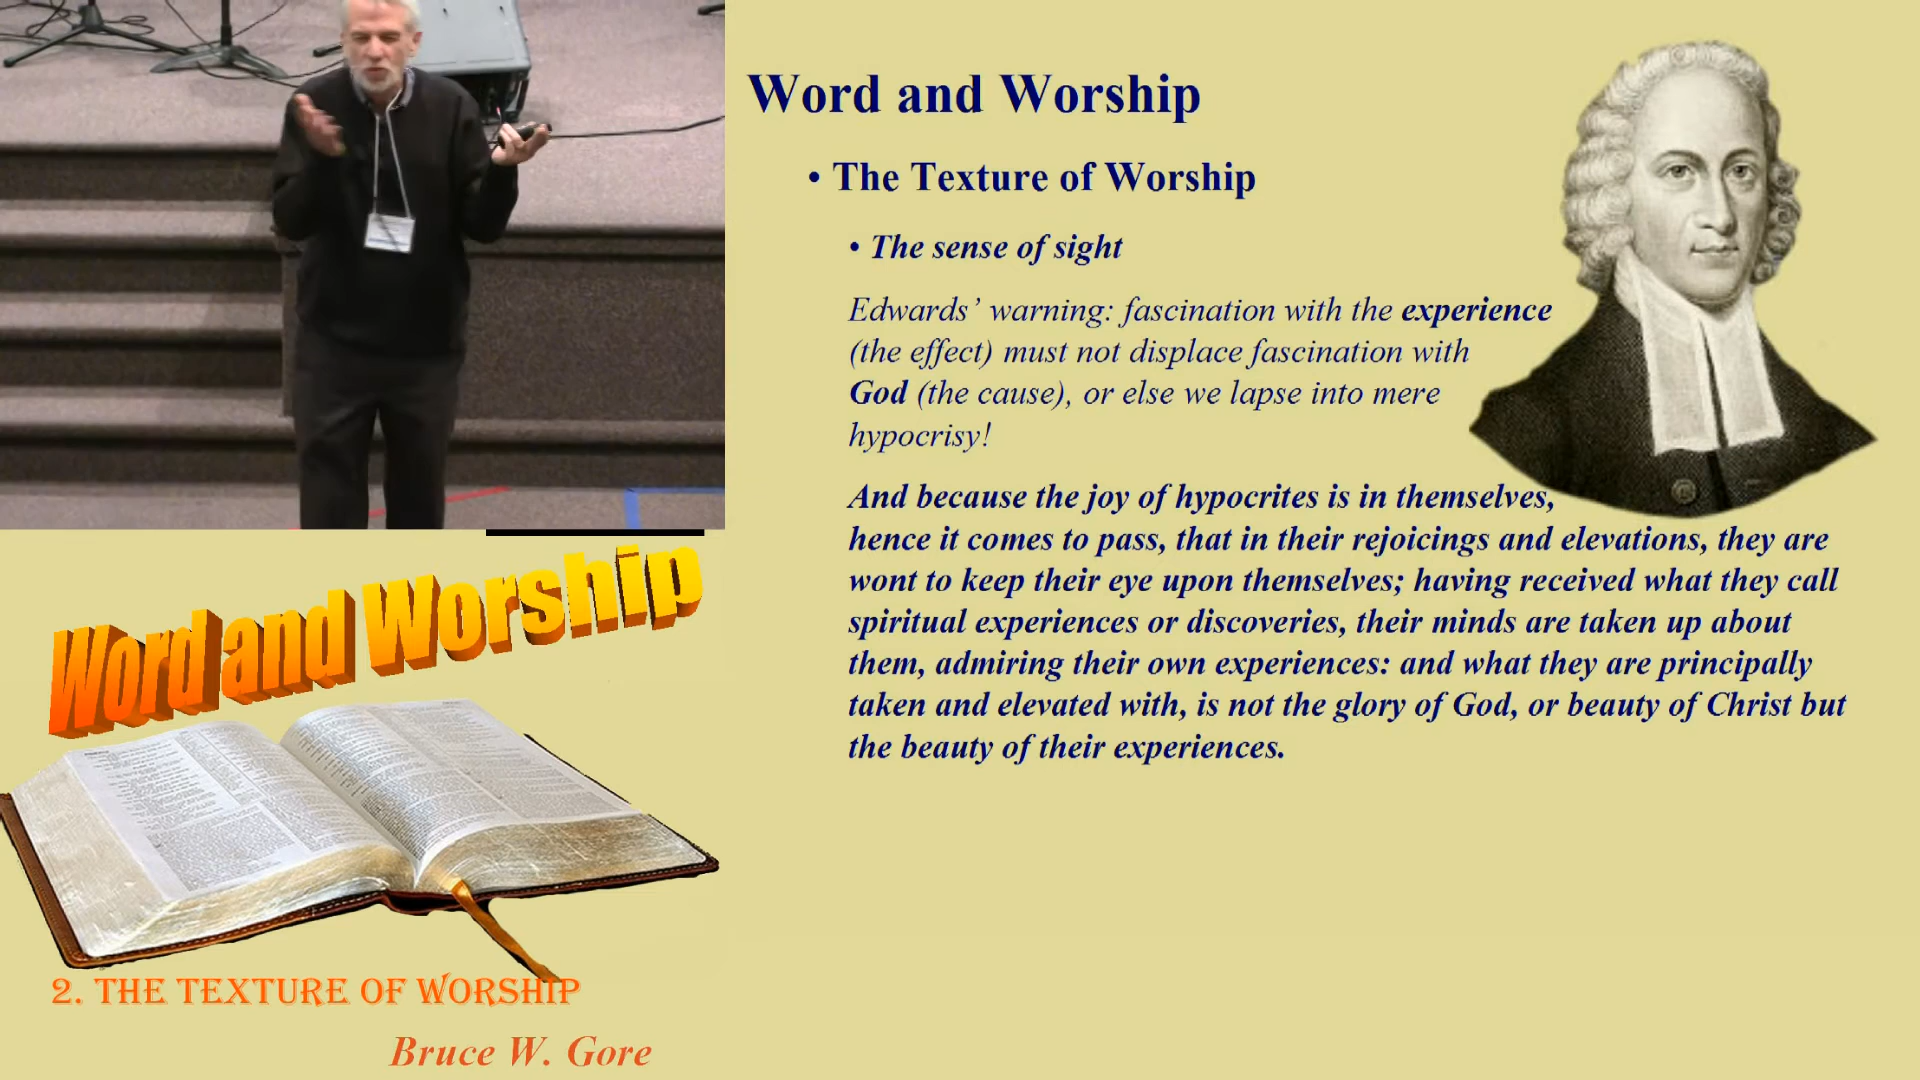 Word and Worship
• The Texture of Worship
• The sense of sight
Edwards’ warning: fascination with the experience
(the effect) must not displace fascination with
God (the cause), or else we lapse into mere
hypocrisy!
And because the joy of hypocrites is in themselves,
hence it comes to pass, that in their rejoicings and elevations, they are
wont to keep their eye upon themselves; having received what they call
spiritual experiences or discoveries, their minds are taken up about
them, admiring their own experiences: and what they are principally
taken and elevated with, is not the glory of God, or beauty of Christ but
the beauty of their experiences.
Word and Worship
2. THE TEXTURE OF WORSHIP
Bruce W. Gore